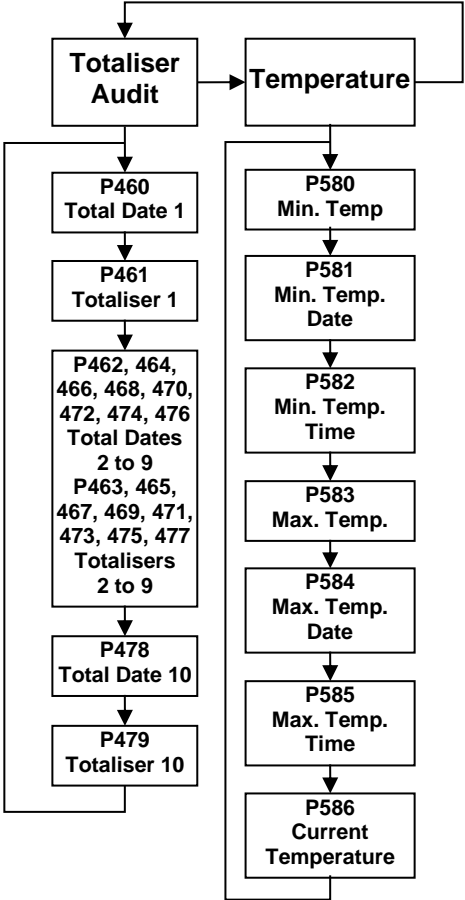 Totaliser
Audit
Temperature
P460
Total Date 1
P461
Totaliser 1
P462, 464,
466, 468, 470,
472, 474, 476
Total Dates
2 to 9
P463, 465,
467, 469, 471,
473, 475, 477
Totalisers
2 to 9
P478
Total Date 10
P479
Totaliser 10
P580
Min. Temp
P581
Min. Temp.
Date
P582
Min. Temp.
Time
P583
Max. Temp.
P584
Max. Temp.
Date
P585
Max. Temp.
Time
P586
Current
Temperature